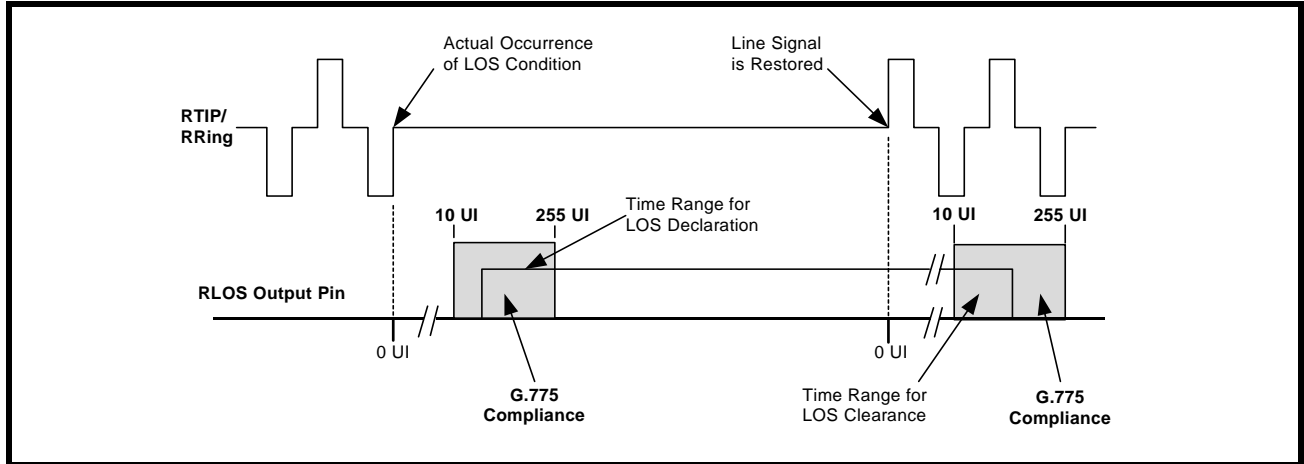 Actual Occurrence
of LOS Condition
Line Signal
is Restored
RTIP/
RRing
Time Range for
LOS Declaration
10 UI
255 UI
10 UI
255 UI
RLOS Output Pin
0 UI
0 UI
G.775
Compliance
Time Range for
LOS Clearance
G.775
Compliance